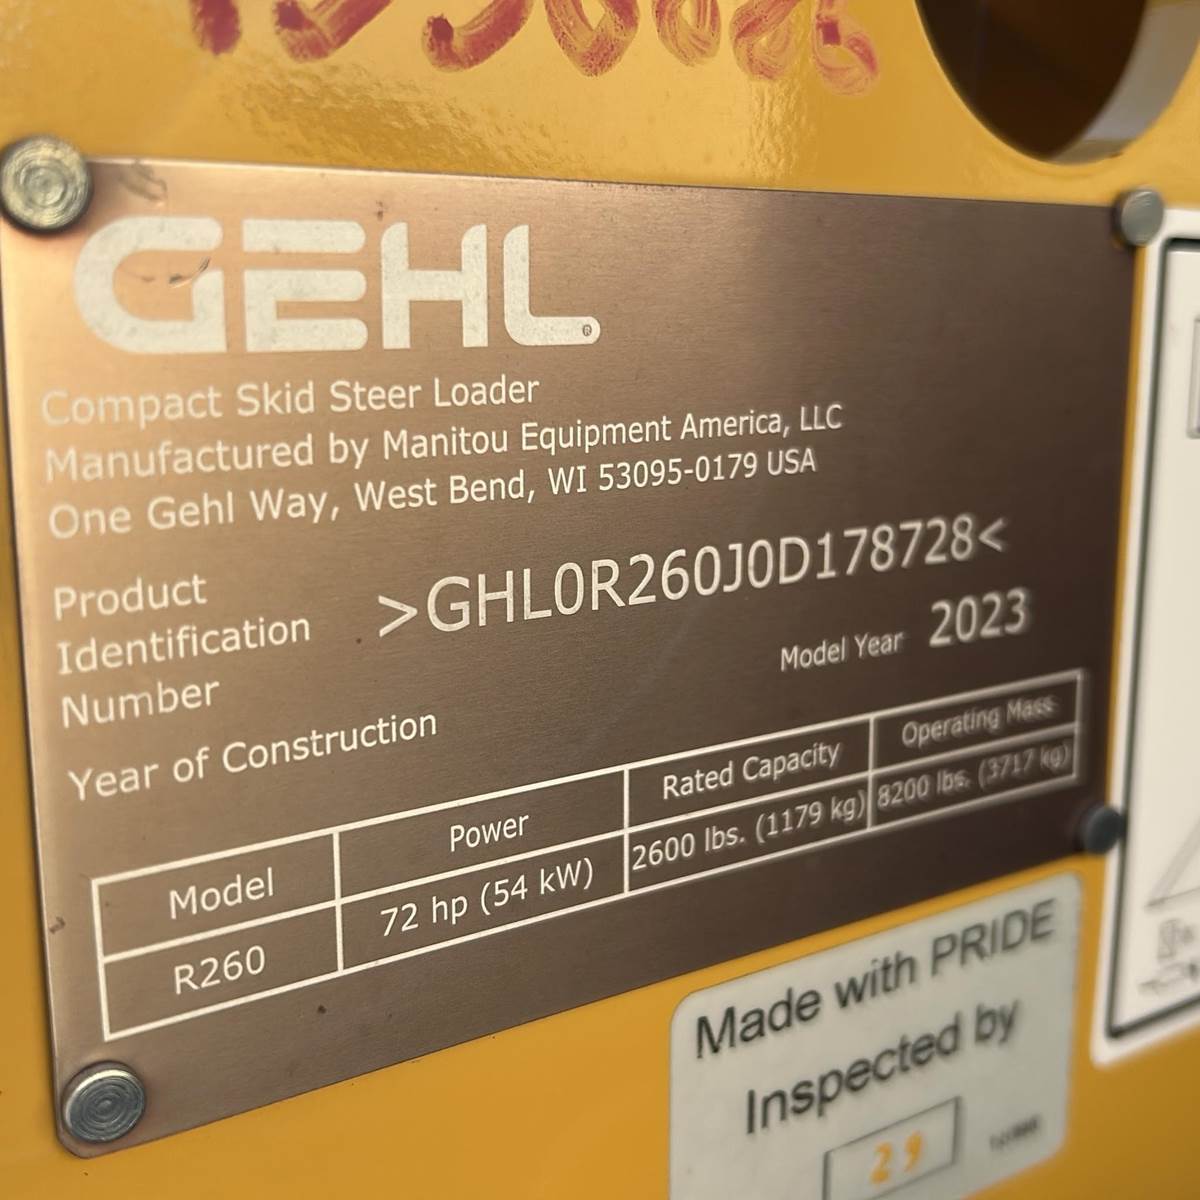 GEHL®
Compact Skid Steer Loader
Manufactured by Manitou Equipment America, LLC
One Gehl Way, West Bend, WI 53095-0179 USA
Product
Identification
Number
>GHL0R260J0D178728<
Model Year 2023
Year of Construction
Model Power Rated Capacity Operating Mass
R260 72 hp (54 kW) 2600 lbs. (1179 kg) 8200 lbs. (3717 kg)
Made with PRIDE
Inspected by
29